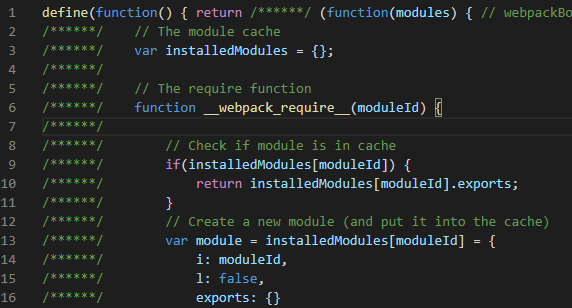 1 define(function() { return /******/ (function(modules) { // webpackBo
2 /******/ 	// The module cache
3 /******/ 	var installedModules = {};
4 /******/
5 /******/ 	// The require function
6 /******/ 	function __webpack_require__(moduleId) {
7 /******/
8 /******/ 		// Check if module is in cache
9 /******/ 		if(installedModules[moduleId]) {
10 /******/ 			return installedModules[moduleId].exports;
11 /******/ 		}
12 /******/ 		// Create a new module (and put it into the cache)
13 /******/ 		var module = installedModules[moduleId] = {
14 /******/ 			i: moduleId,
15 /******/ 			l: false,
16 /******/ 			exports: {}